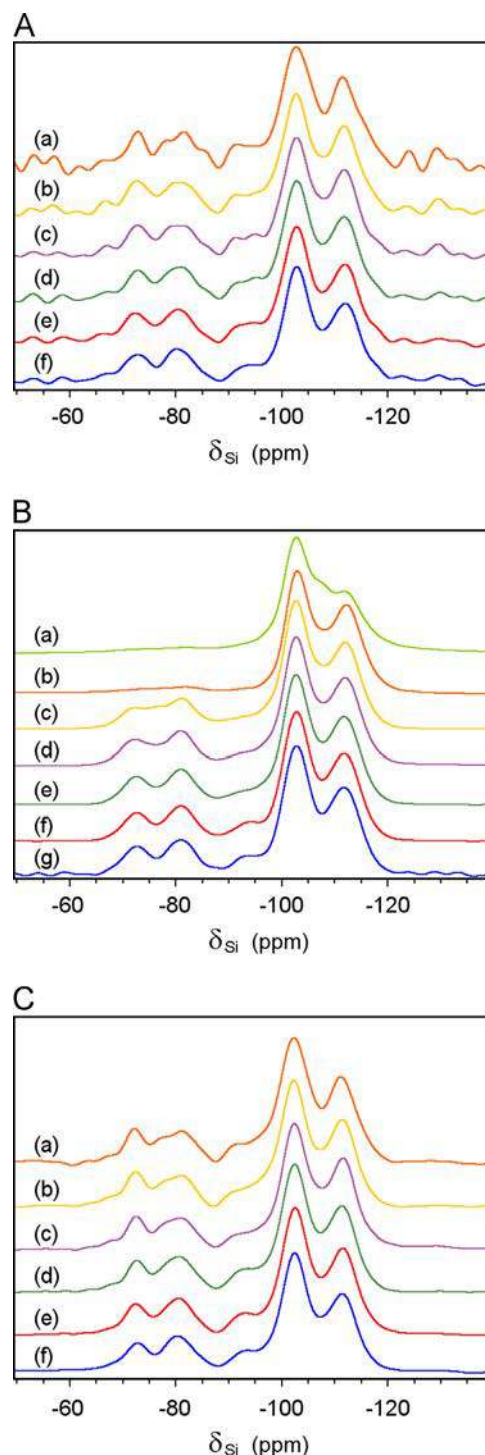 A
(a)
(b)
(c)
(d)
(e)
(f)
-60 -80 -100 -120
δSi (ppm)
B
(a)
(b)
(c)
(d)
(e)
(f)
(g)
-60 -80 -100 -120
δSi (ppm)
C
(a)
(b)
(c)
(d)
(e)
(f)
-60 -80 -100 -120
δSi (ppm)